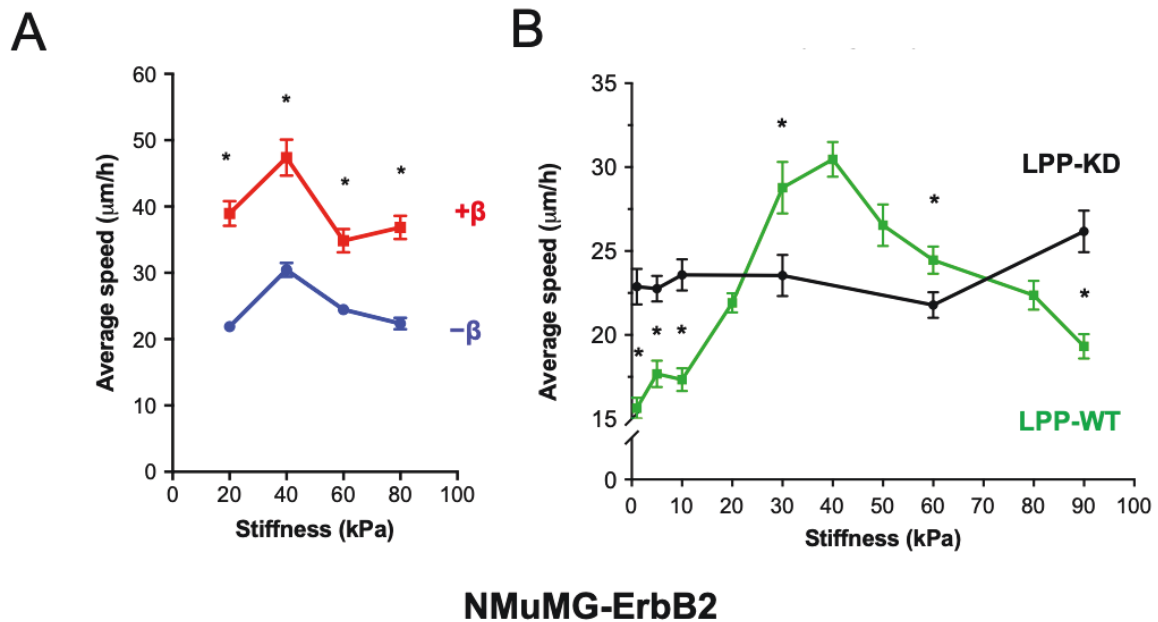 A
Average speed (µm/h)
60
50
40
30
20
10
0
* * * *
+β
−β
0 20 40 60 80 100
Stiffness (kPa)
B
Average speed (µm/h)
35
30
25
20
15
0
* * * * * *
LPP-KD
LPP-WT
0 10 20 30 40 50 60 70 80 90 100
Stiffness (kPa)
NMuMG-ErbB2